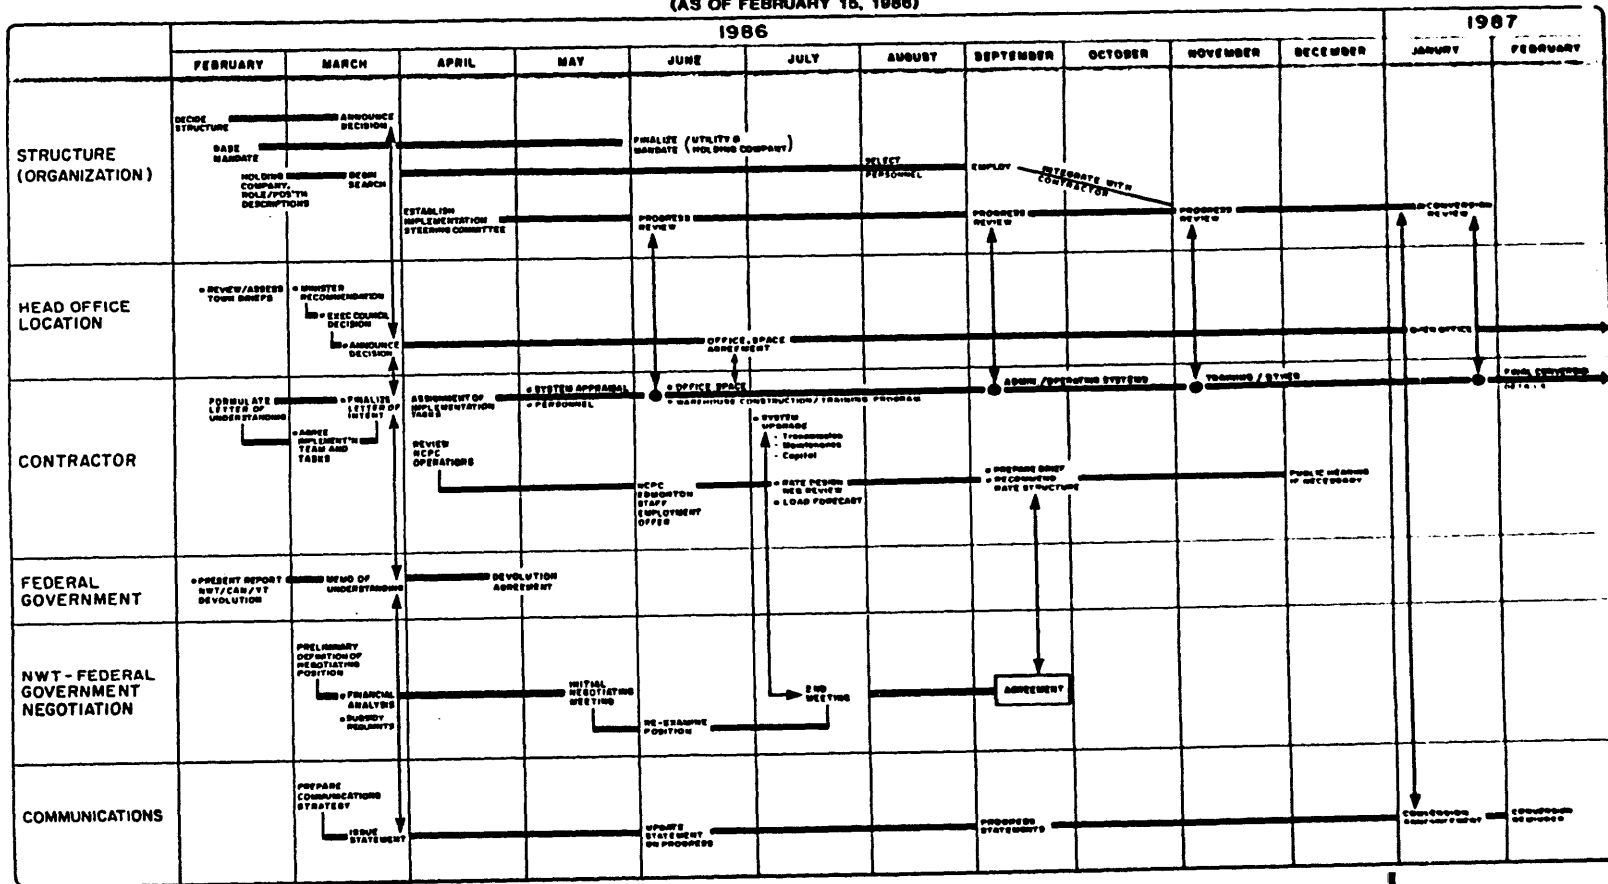 (AS OF FEBRUARY 15, 1986)
1986
1987
FEBRUARY
MARCH
APRIL
MAY
JUNE
JULY
AUGUST
SEPTEMBER
OCTOBER
NOVEMBER
DECEMBER
JANURY
FEBRUARY
STRUCTURE
(ORGANIZATION)
DECIDE
STRUCTURE
ANNOUNCE
DECISION
BASE
MANDATE
FINALIZE (UTILITY &
MANDATE HOLDING COMPANY)
HOLDING
COMPANY,
ROLE/POS'TN
DESCRIPTIONS
BEGIN
SEARCH
SELECT
PERSONNEL
EMPLOY
INTEGRATE WITH
CONTRACTOR
ESTABLISH
IMPLEMENTATION
STEERING COMMITTEE
PROGRESS
REVIEW
PROGRESS
REVIEW
PROGRESS
REVIEW
CONVERSION
REVIEW
HEAD OFFICE
LOCATION
• REVIEW/ASSESS
TOWN BRIEFS
• MINISTER
RECOMMENDATION
• EXEC COUNCIL
DECISION
• ANNOUNCE
DECISION
OFFICE SPACE
AGREEMENT
OPEN OFFICE
CONTRACTOR
FORMULATE
LETTER OF
UNDERSTANDING
• FINALIZE
LETTER OF
INTENT
• AGREE
IMPLEMENT'N
TEAM AND
TASKS
ASSIGNMENT OF
IMPLEMENTATION
TASKS
• SYSTEM APPRAISAL
• PERSONNEL
• OFFICE SPACE
• WAREHOUSE CONSTRUCTION/TRAINING PROGRAM
ADMIN./OPERATING SYSTEMS
TRAINING / OTHER
FINAL CONVERSION
DETAILS
• SYSTEM
UPGRADE
- Transmission
- Maintenance
- Capital
REVIEW
NCPC
OPERATIONS
NCPC
EDMONTON
STAFF
EMPLOYMENT
OFFER
• RATE DESIGN
REVIEW
• LOAD FORECAST
• PREPARE BRIEF
• RECOMMEND
RATE STRUCTURE
PUBLIC HEARING
IF NECESSARY
FEDERAL
GOVERNMENT
• PRESENT REPORT
NWT/CAN/YT
DEVOLUTION
MEMO OF
UNDERSTANDING
DEVOLUTION
AGREEMENT
NWT-FEDERAL
GOVERNMENT
NEGOTIATION
PRELIMINARY
DEFINITION OF
NEGOTIATING
POSITION
• FINANCIAL
ANALYSIS
• SUBSIDY
REQUIRMTS
INITIAL
NEGOTIATING
MEETING
RE-EXAMINE
POSITION
2ND
MEETING
AGREEMENT
COMMUNICATIONS
PREPARE
COMMUNICATIONS
STRATEGY
ISSUE
STATEMENT
UPDATE
STATEMENT
ON PROGRESS
PROGRESS
STATEMENTS
CONVERSION
ANNOUNCEMENT
CONVERSION